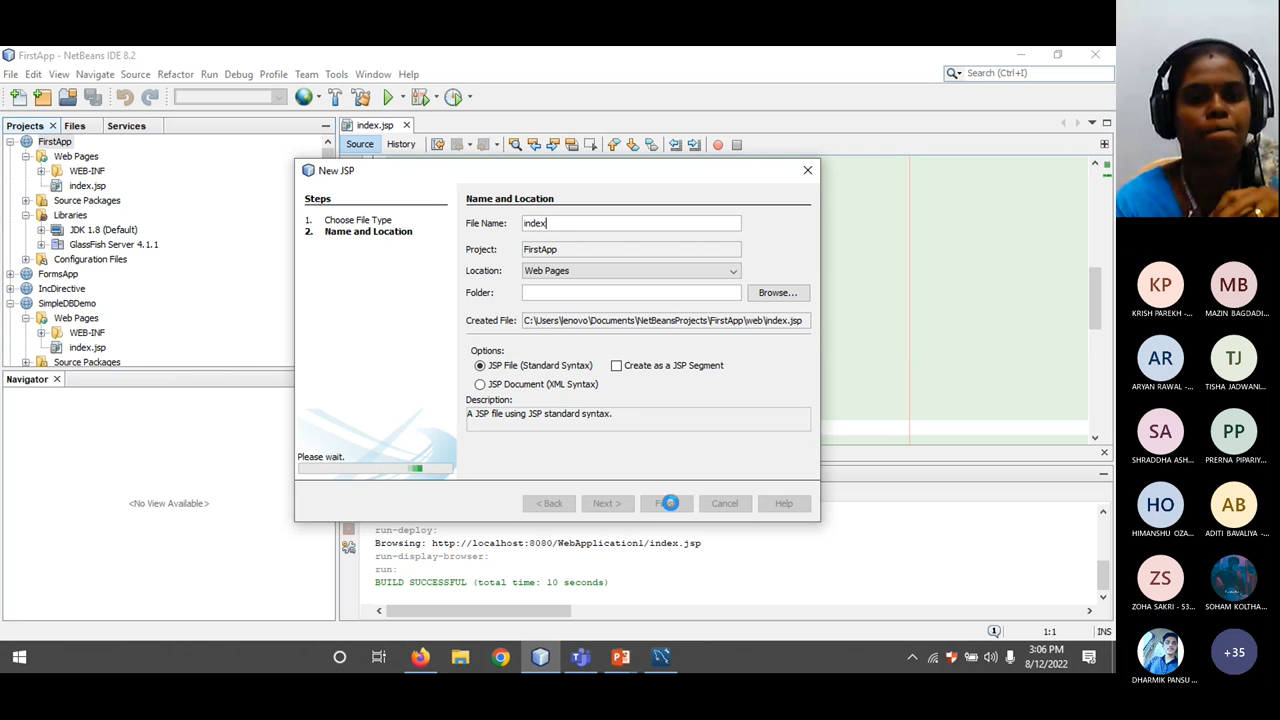 FirstApp - NetBeans IDE 8.2
File Edit View Navigate Source Refactor Run Debug Profile Team Tools Window Help
Search (Ctrl+I)
Projects Files Services
index.jsp
Source History
FirstApp
Web Pages
WEB-INF
index.jsp
Source Packages
Libraries
JDK 1.8 (Default)
GlassFish Server 4.1.1
Configuration Files
FormsApp
IncDirective
SimpleDBDemo
Web Pages
WEB-INF
index.jsp
Source Packages
Navigator
<No View Available>
New JSP
Steps
1. Choose File Type
2. Name and Location
Please wait.
Name and Location
File Name: index
Project: FirstApp
Location: Web Pages
Folder: Browse...
Created File: C:\Users\lenovo\Documents\NetBeansProjects\FirstApp\web\index.jsp
Options:
JSP File (Standard Syntax) Create as a JSP Segment
JSP Document (XML Syntax)
Description:
A JSP file using JSP standard syntax.
< Back Next > Cancel Help
run-deploy:
Browsing: http://localhost:8080/WebApplication1/index.jsp
run-display-browser:
run:
BUILD SUCCESSFUL (total time: 10 seconds)
1:1 INS
3:06 PM
8/12/2022
KP MB
KRISH PAREKH - ... MAZIN BAGDADI...
AR TJ
ARYAN RAWAL -... TISHA JADWANI...
SA PP
SHRADDHA ASH... PRERNA PIPARIY...
HO AB
HIMANSHU OZA... ADITI BAVALIYA -...
ZS
ZOHA SAKRI - 53... SOHAM KOLTHA...
+35
DHARMIK PANSU ...